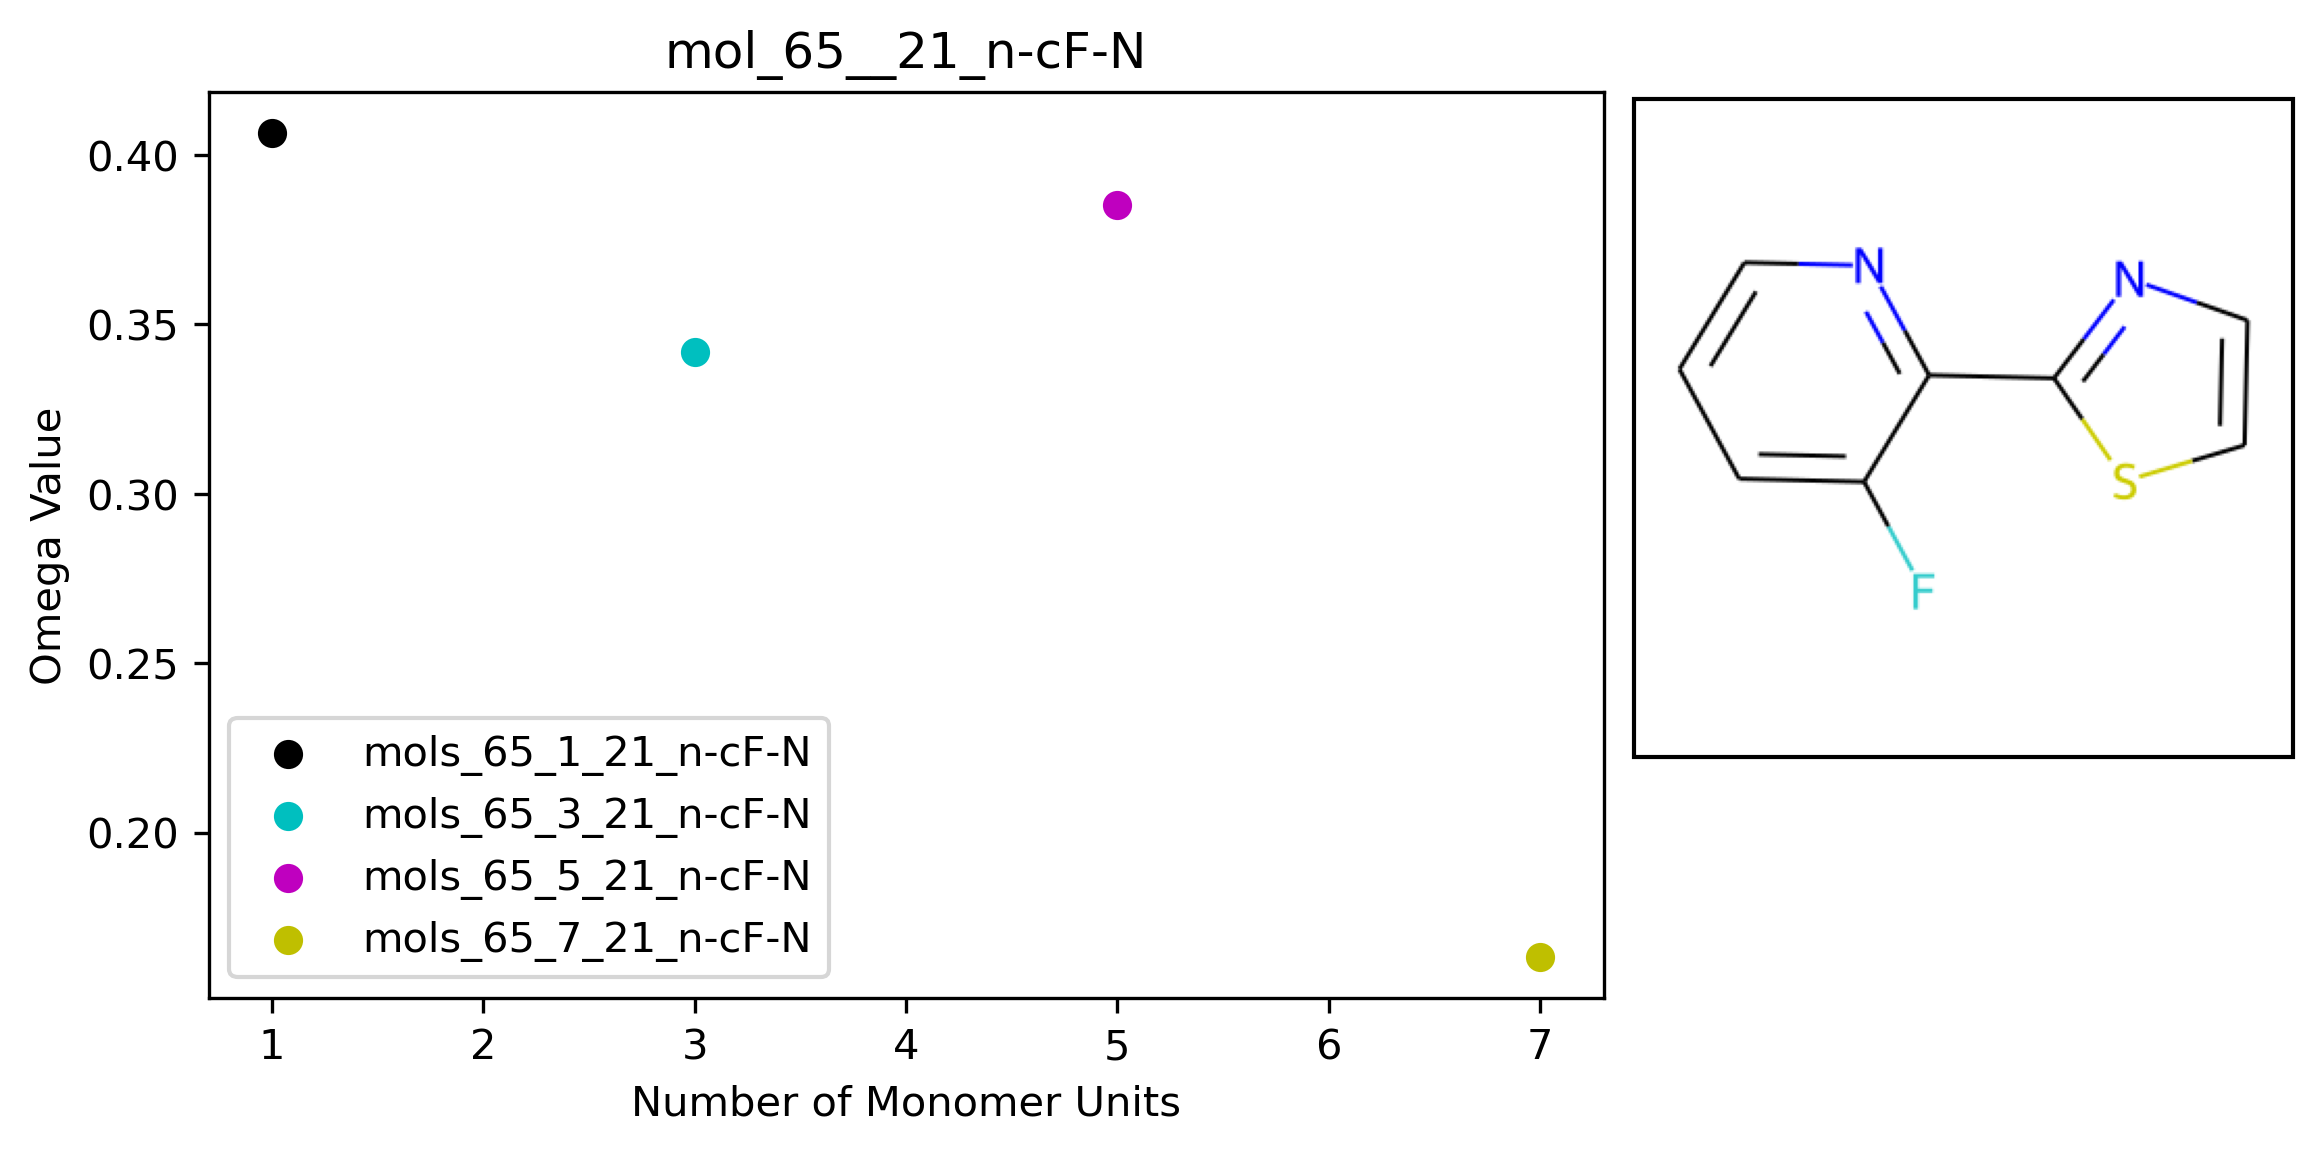 mol_65__21_n-cF-N
Omega Value
0.40
0.35
0.30
0.25
0.20
mols_65_1_21_n-cF-N
mols_65_3_21_n-cF-N
mols_65_5_21_n-cF-N
mols_65_7_21_n-cF-N
1 2 3 4 5 6 7
Number of Monomer Units
N N
S
F